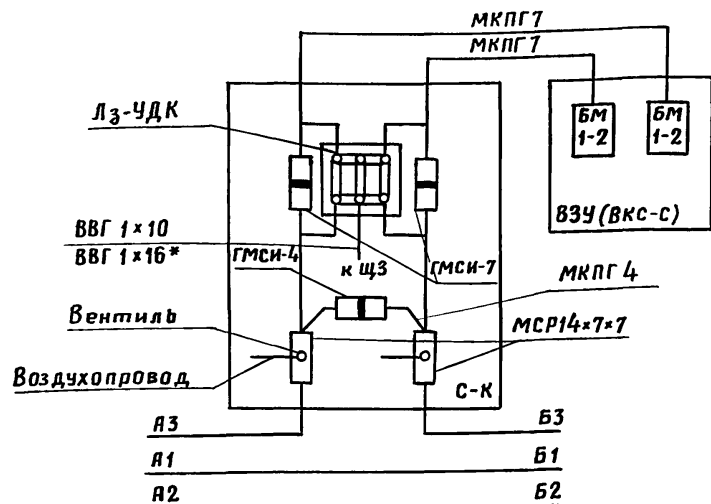 МКПГ7
МКПГ7
Лз-УДК
БМ
1-2
БМ
1-2
ВЗУ (ВКС-С)
ВВГ 1×10
ВВГ 1×16*
ГМСИ-4
к ЩЗ
ГМСИ-7
МКПГ 4
Вентиль
МСР14×7×7
Воздухопровод
С-К
А3
Б3
А1
Б1
А2
Б2